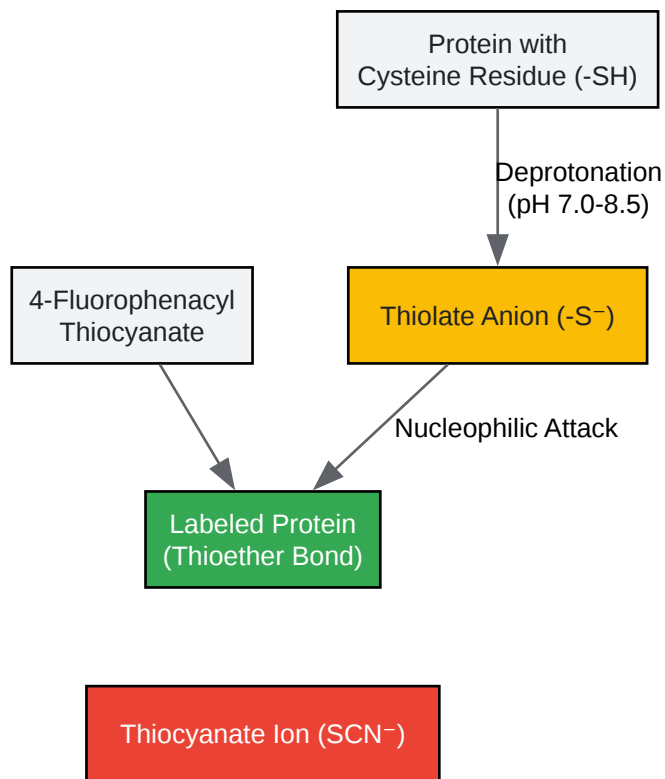 Protein with
Cysteine Residue (-SH)
Deprotonation
(pH 7.0-8.5)
4-Fluorophenacyl
Thiocyanate
Thiolate Anion (-S⁻)
Nucleophilic Attack
Labeled Protein
(Thioether Bond)
Thiocyanate Ion (SCN⁻)